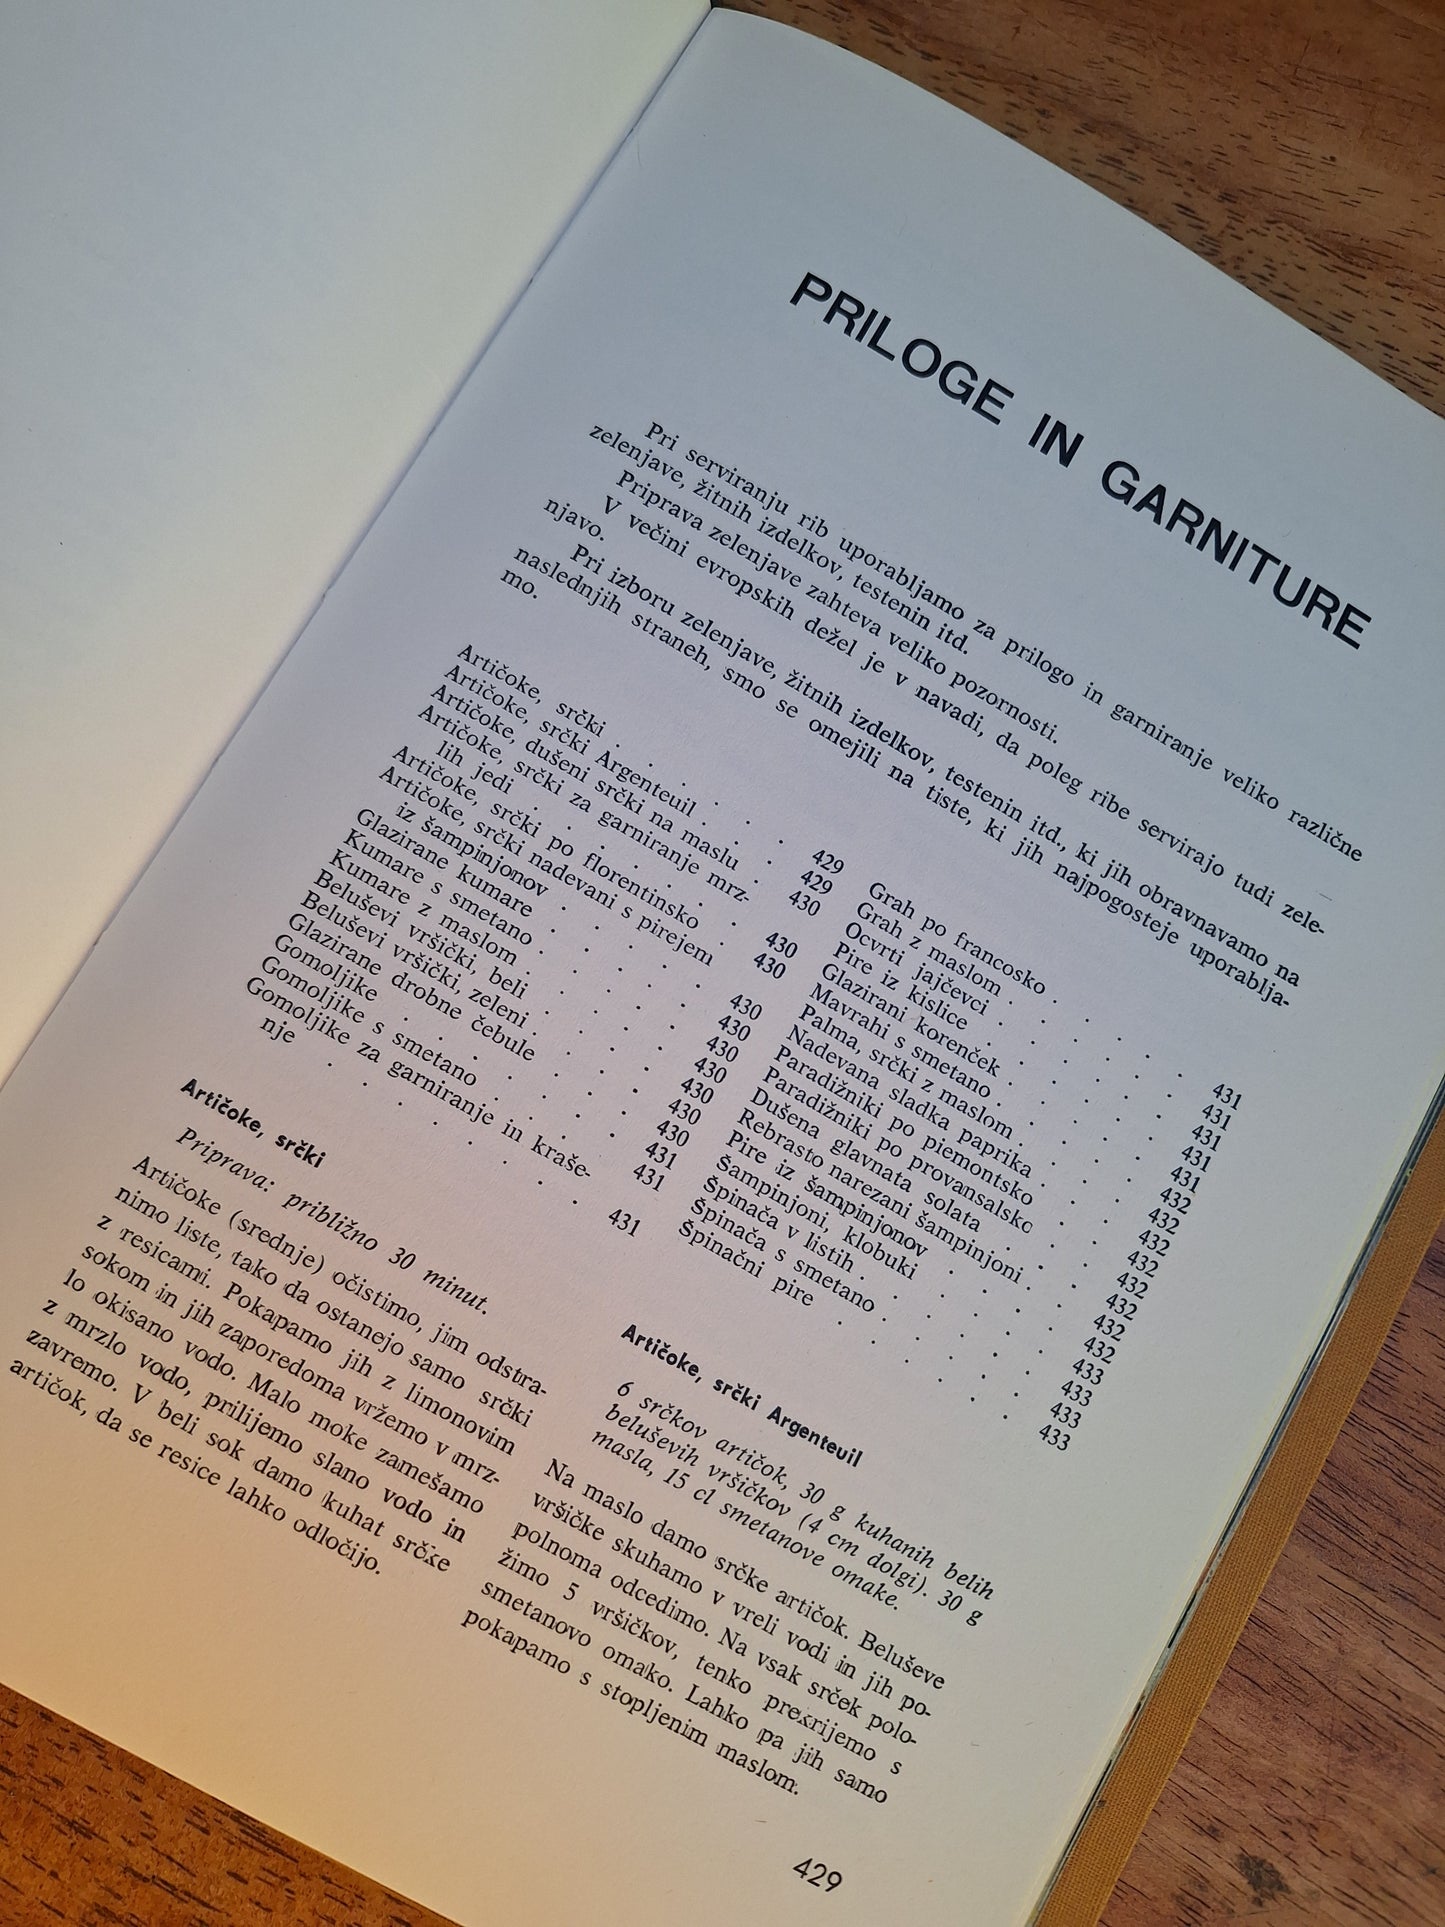 PRILOGE IN GARNITURE
Pri serviranju rib uporabljamo za prilogo in garniranje veliko različne
zelenjave, žitnih izdelkov, testenin itd.
Priprava zelenjave zahteva veliko pozornosti.
V večini evropskih dežel je v navadi, da poleg ribe servirajo tudi zele-
njavo.
Pri izboru zelenjave, žitnih izdelkov, testenin itd., ki jih obravnavamo na
naslednjih straneh, smo se omejili na tiste, ki jih najpogosteje uporablja-
mo.
Artičoke, srčki . . . . . 429
Artičoke, srčki Argenteuil . . . 429
Artičoke, dušeni srčki na maslu . . 430
Artičoke, srčki za garniranje mrz-
lih jedi . . . . . . . 430
Artičoke, srčki po florentinsko . . 430
Artičoke, srčki nadevani s pirejem
iz šampinjonov . . . . . 430
Glazirane kumare . . . . . 430
Kumare s smetano . . . . . 430
Kumare z maslom . . . . . 430
Beluševi vršički, beli . . . . 430
Beluševi vršički, zeleni . . . . 430
Glazirane drobne čebule . . . . 430
Gomoljike . . . . . . . 431
Gomoljike s smetano . . . . . 431
Gomoljike za garniranje in kraše-
nje . . . . . . . . 431
Grah po francosko . . . . . 431
Grah z maslom . . . . . . 431
Ocvrti jajčevci . . . . . . 431
Pire iz kislice . . . . . . 431
Glazirani korenček . . . . . 431
Mavrahi s smetano . . . . . 432
Palma, srčki z maslom . . . . 432
Nadevana sladka paprika . . . . 432
Paradižniki po piemontsko . . . 432
Paradižniki po provansalsko . . . 432
Dušena glavnata solata . . . . 432
Rebrasto narezani šampinjoni . . . 432
Pire iz šampinjonov . . . . . 432
Šampinjoni, klobuki . . . . . 433
Špinača v listih . . . . . . 433
Špinača s smetano . . . . . 433
Špinačni pire . . . . . . 433
Artičoke, srčki
Priprava: približno 30 minut.
Artičoke (srednje) očistimo, jim odstra-
nimo liste, tako da ostanejo samo srčki
z resicami. Pokapamo jih z limonovim
sokom in jih zaporedoma vržemo v mrz-
lo okisano vodo. Malo moke zamešamo
z mrzlo vodo, prilijemo slano vodo in
zavremo. V beli sok damo kuhat srčke
artičok, da se resice lahko odločijo.
Artičoke, srčki Argenteuil
6 srčkov artičok, 30 g kuhanih belih
beluševih vršičkov (4 cm dolgi). 30 g
masla, 15 cl smetanove omake.
Na maslo damo srčke artičok. Beluševe
vršičke skuhamo v vreli vodi in jih po-
polnoma odcedimo. Na vsak srček polo-
žimo 5 vršičkov, tenko prekrijemo s
smetanovo omako. Lahko pa jih samo
pokapamo s stopljenim maslom.
429